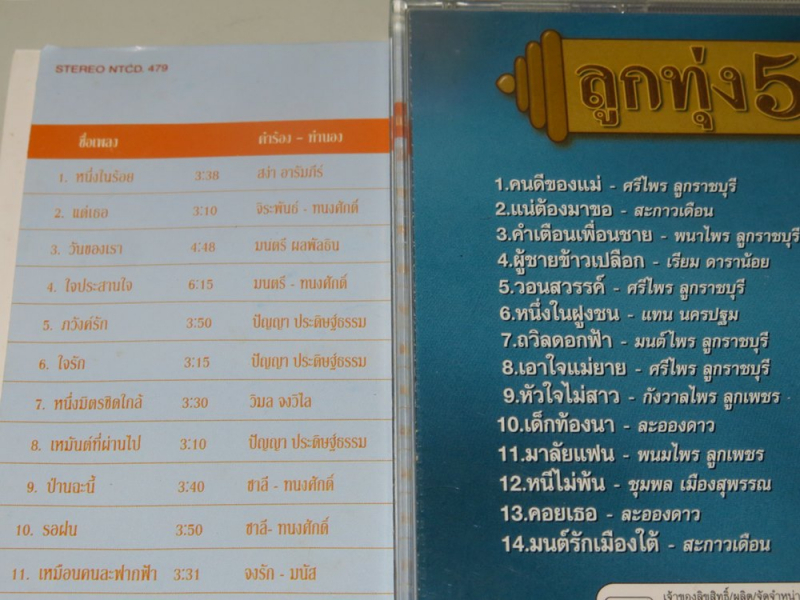 STEREO NTCD. 479
ชื่อเพลง คำร้อง - ทำนอง
1. หนึ่งในร้อย 3:38 สง่า อารัมภีร์
2. แด่เธอ 3:10 จิระพันธ์ - ทนงศักดิ์
3. วันของเรา 4:48 มนตรี ผอพัลธิน
4. ใจประสานใจ 6:15 มนตรี - ทนงศักดิ์
5. ภวังค์รัก 3:50 ปัญญา ประดิษฐ์ธรรม
6. ใจรัก 3:15 ปัญญา ประดิษฐ์ธรรม
7. หนึ่งมิตรชิดใกล้ 3:30 วิมล จงวิไล
8. เหมันต์ที่ผ่านไป 3:10 ปัญญา ประดิษฐ์ธรรม
9. ป่านฉะนี้ 3:40 ชาลี - ทนงศักดิ์
10. รอฝน 3:50 ชาลี- ทนงศักดิ์
11. เหมือนคนละฟากฟ้า 3:31 จงรัก - มนัส
ลูกทุ่ง 5
1.คนดีของแม่ - ศรีไพร ลูกราชบุรี
2.แน่ต้องมาขอ - สะกาวเดือน
3.คำเตือนเพื่อนชาย - พนาไพร ลูกราชบุรี
4.ผู้ชายข้าวเปลือก - เรียม ดาราน้อย
5.วอนสวรรค์ - ศรีไพร ลูกราชบุรี
6.หนึ่งในฝูงชน - แทน นครปฐม
7.ถวิลดอกฟ้า - มนต์ไพร ลูกราชบุรี
8.เอาใจแม่ยาย - ศรีไพร ลูกราชบุรี
9.หัวใจไม่สาว - กังวาลไพร ลูกเพชร
10.เด็กท้องนา - ละอองดาว
11.มาลัยแฟน - พนมไพร ลูกเพชร
12.หนีไม่พ้น - ชุมพล เมืองสุพรรณ
13.คอยเธอ - ละอองดาว
14.มนต์รักเมืองใต้ - สะกาวเดือน
เจ้าของลิขสิทธิ์/ผลิต/จัดจำหน่าย